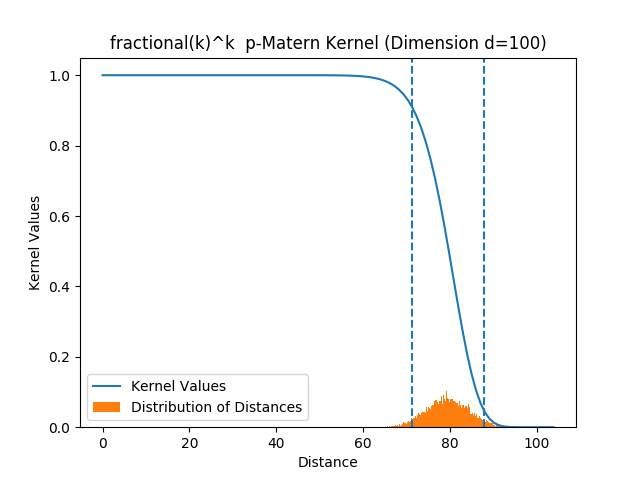 fractional(k)^k  p-Matern Kernel (Dimension d=100)
Kernel Values
1.0
0.8
0.6
0.4
0.2
0.0
Kernel Values
Distribution of Distances
0 20 40 60 80 100
Distance